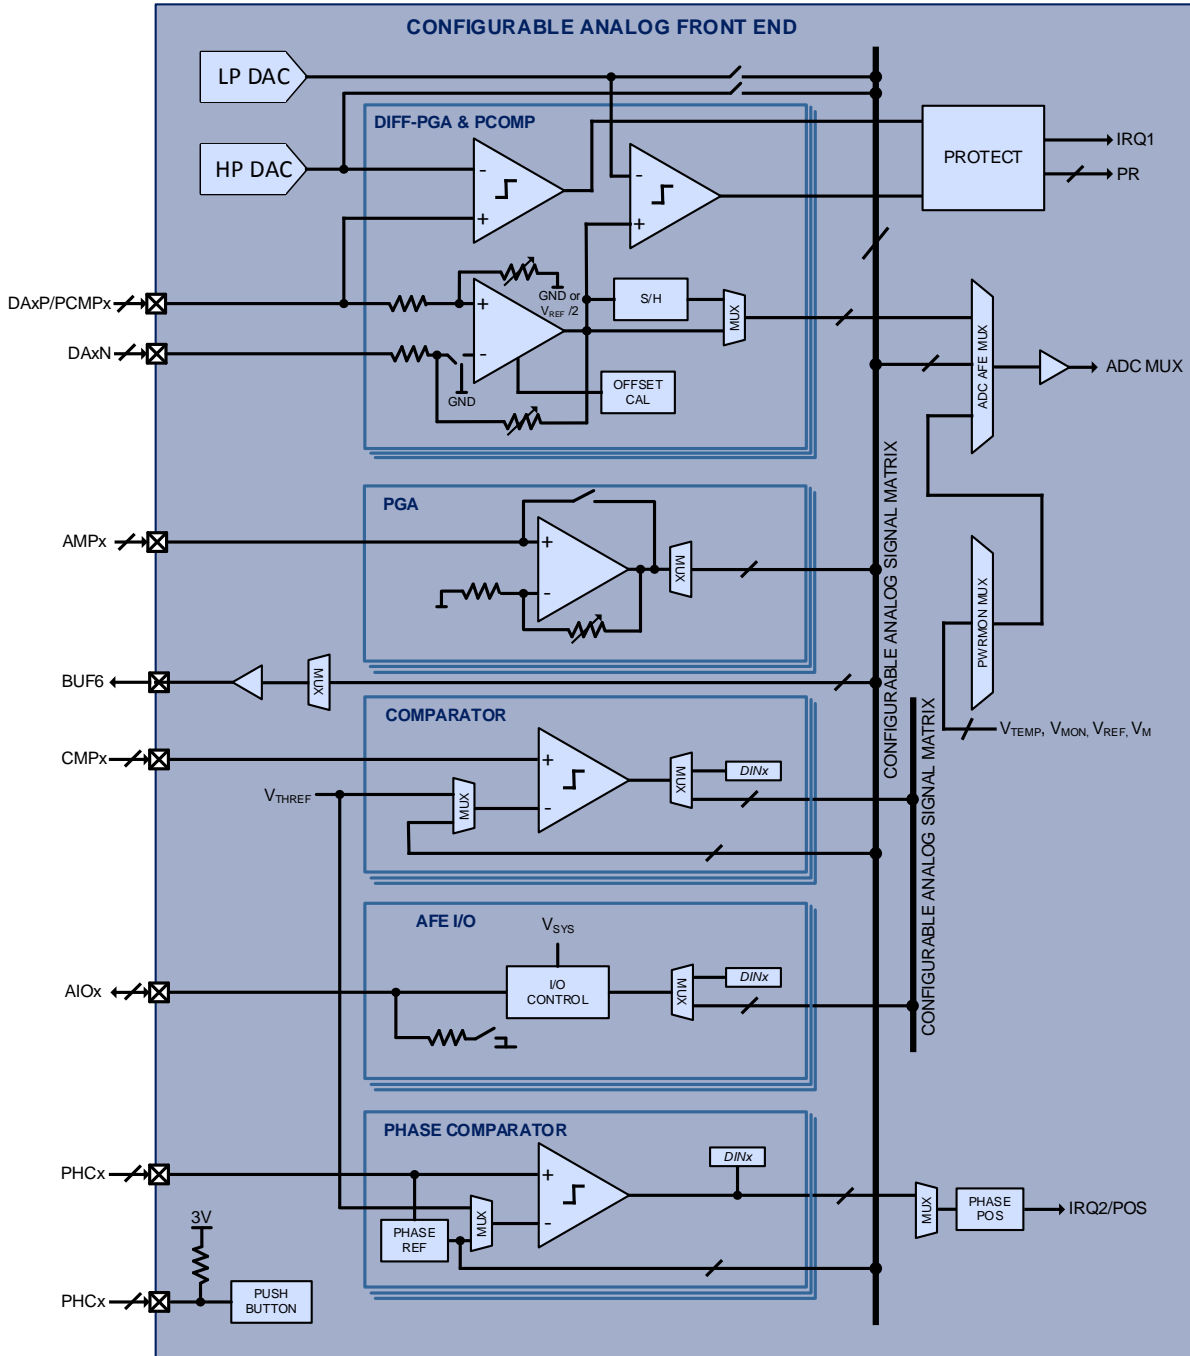 CONFIGURABLE ANALOG FRONT END
LP DAC
DIFF-PGA & PCOMP
HP DAC
-
+
-
+
PROTECT
IRQ1
PR
DAxP/PCMPx
DAxN
+
-
GND or
VREF /2
GND
S/H
MUX
OFFSET
CAL
ADC AFE MUX
ADC MUX
CONFIGURABLE ANALOG SIGNAL MATRIX
PGA
AMPx
+
-
MUX
PWRMON MUX
VTEMP, VMON, VREF, VM
BUF6
MUX
COMPARATOR
CMPx
VTHREF
MUX
+
-
MUX
DINx
CONFIGURABLE ANALOG SIGNAL MATRIX
AFE I/O
VSYS
AIOx
I/O
CONTROL
MUX
DINx
PHASE COMPARATOR
PHCx
+
-
PHASE
REF
MUX
DINx
MUX
PHASE
POS
IRQ2/POS
3V
PHCx
PUSH
BUTTON